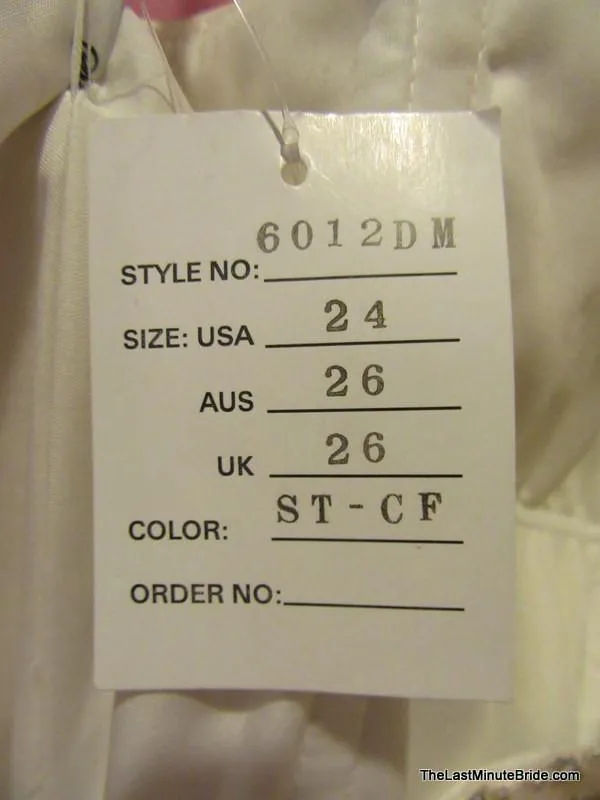 STYLE NO: 6012DM
SIZE: USA 24
AUS 26
UK 26
COLOR: ST-CF
ORDER NO:
TheLastMinuteBride.com